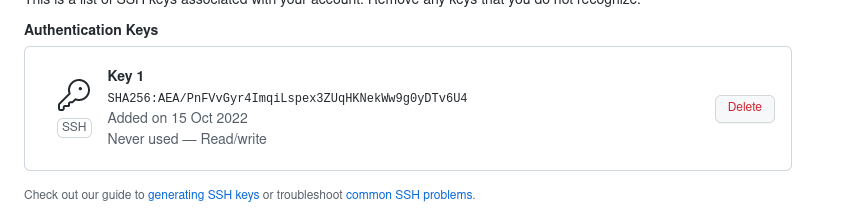 This is a list of SSH keys associated with your account. Remove any keys that you do not recognize.
Authentication Keys
Key 1
SHA256:AEA/PnFVvGyr4ImqiLspex3ZUqHKNekWw9g0yDTv6U4
Added on 15 Oct 2022
Never used — Read/write
SSH
Delete
Check out our guide to generating SSH keys or troubleshoot common SSH problems.